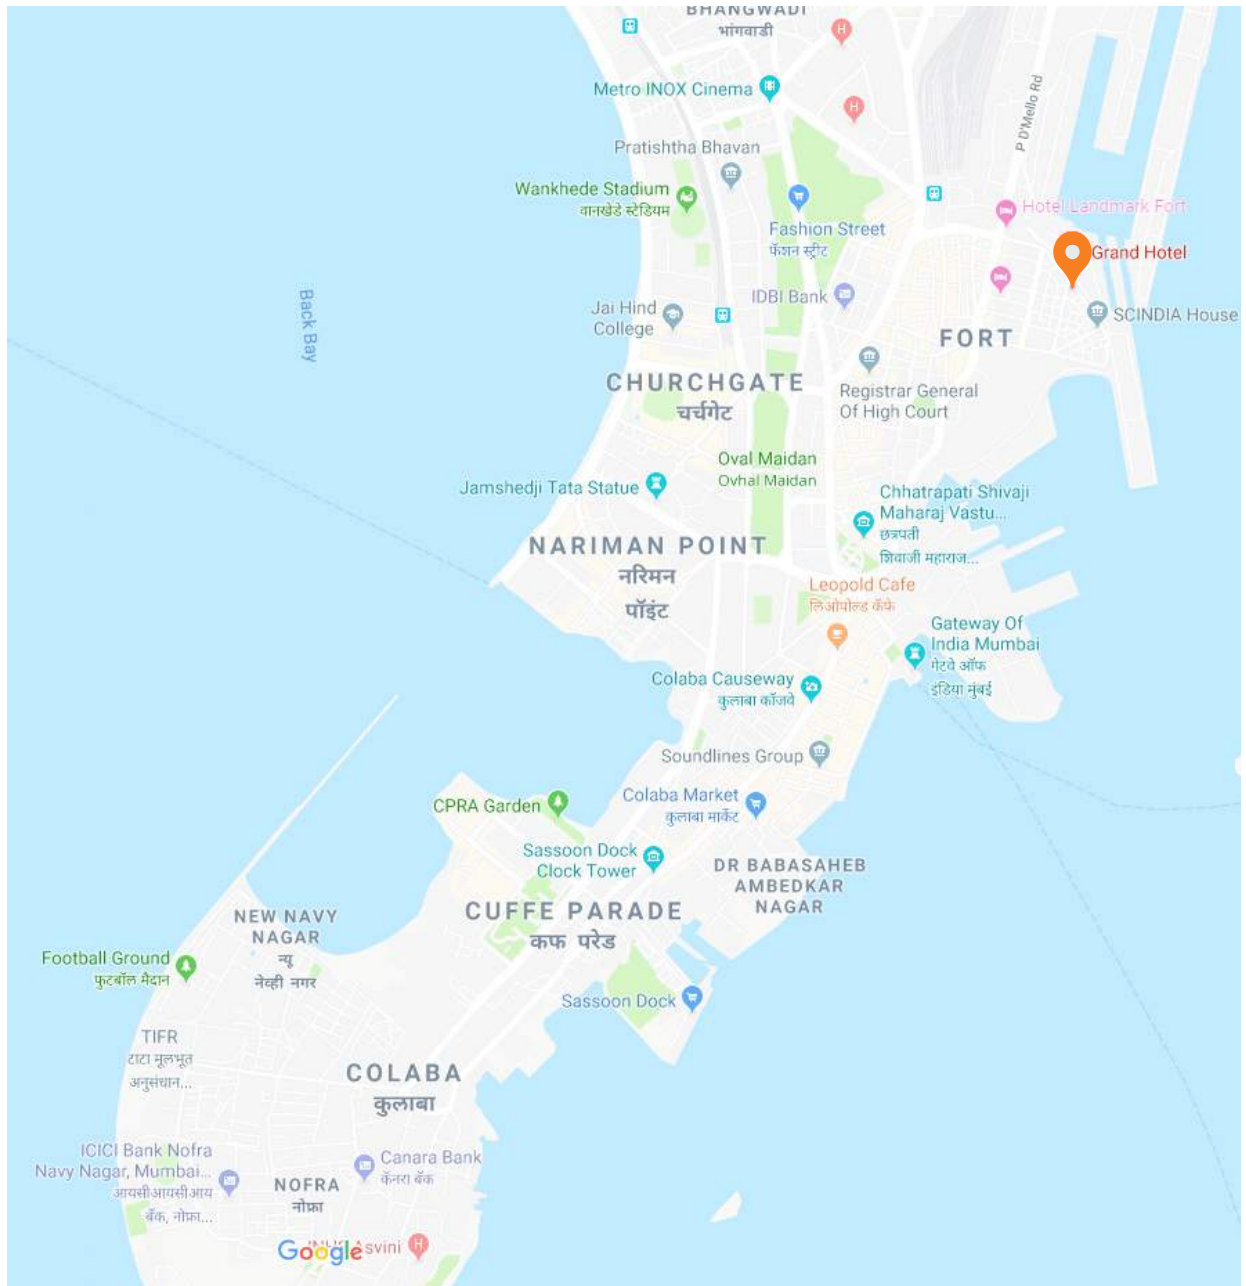 BHANGWADI
भांगवाडी
Metro INOX Cinema
P D'Mello Rd
Pratishtha Bhavan
Wankhede Stadium
वानखेडे स्टेडियम
Hotel Landmark Fort
Fashion Street
फॅशन स्ट्रीट
Grand Hotel
IDBI Bank
Back Bay
Jai Hind
College
SCINDIA House
FORT
CHURCHGATE
चर्चगेट
Registrar General
Of High Court
Oval Maidan
Ovhal Maidan
Jamshedji Tata Statue
Chhatrapati Shivaji
Maharaj Vastu...
छत्रपती
शिवाजी महाराज...
NARIMAN POINT
नरिमन
पॉइंट
Leopold Cafe
लिओपोल्ड कॅफे
Gateway Of
India Mumbai
गेटवे ऑफ
इंडिया मुंबई
Colaba Causeway
कुलाबा कॉजवे
Soundlines Group
Colaba Market
कुलाबा मार्केट
CPRA Garden
Sassoon Dock
Clock Tower
DR BABASAHEB
AMBEDKAR
NAGAR
CUFFE PARADE
कफ परेड
NEW NAVY
NAGAR
न्यू
नेव्ही नगर
Football Ground
फुटबॉल मैदान
Sassoon Dock
TIFR
टाटा मूलभूत
अनुसंधान...
COLABA
कुलाबा
ICICI Bank Nofra
Navy Nagar, Mumbai...
आयसीआयसीआय
बँक, नोफ्रा...
Canara Bank
कॅनरा बँक
NOFRA
नोफ्रा
Google
svini
H
H
H